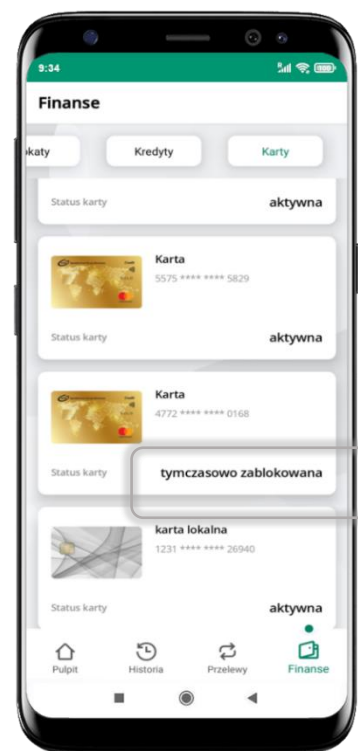 9:34
Finanse
katy
Kredyty
Karty
Status karty
aktywna
Karta
5575 **** **** 5829
Status karty
aktywna
Karta
4772 **** **** 0168
Status karty
tymczasowo zablokowana
karta lokalna
1231 **** **** 26940
Status karty
aktywna
Pulpit
Historia
Przelewy
Finanse